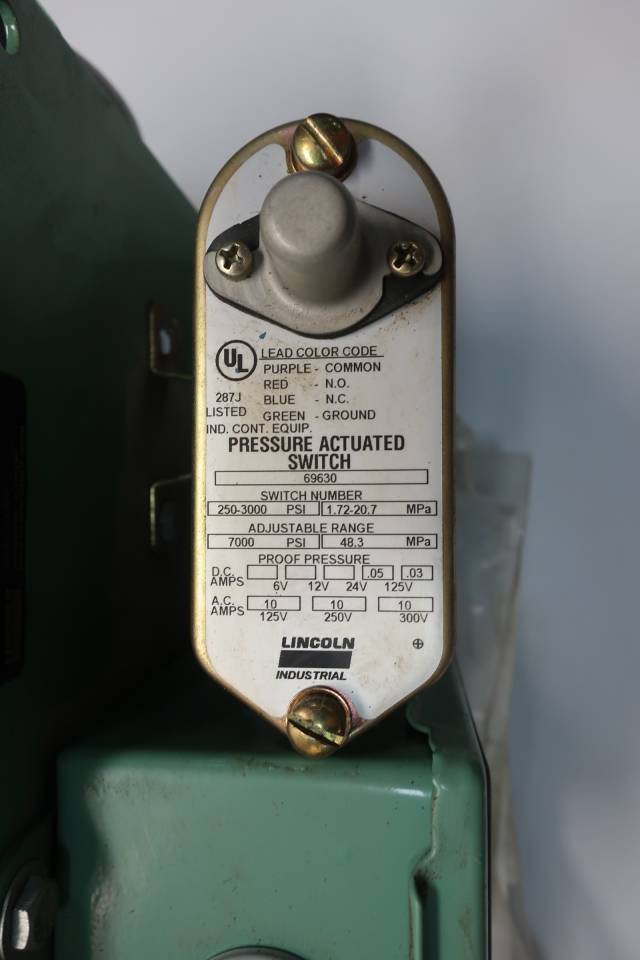 UL LEAD COLOR CODE
PURPLE - COMMON
RED - N.O.
287J BLUE - N.C.
LISTED GREEN - GROUND
IND. CONT. EQUIP.
PRESSURE ACTUATED
SWITCH
69630
SWITCH NUMBER
250-3000 PSI 1.72-20.7 MPa
ADJUSTABLE RANGE
7000 PSI 48.3 MPa
PROOF PRESSURE
D.C. AMPS .05 .03
6V 12V 24V 125V
A.C. AMPS 10 10 10
125V 250V 300V
LINCOLN
INDUSTRIAL